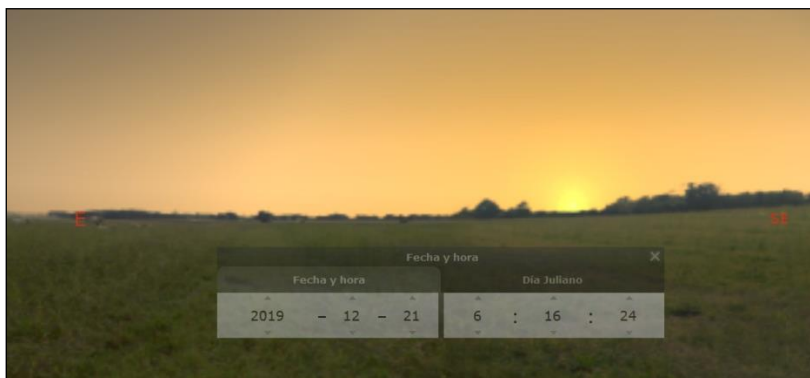 E SE
Fecha y hora ×
Fecha y hora Día Juliano
2019 – 12 – 21 6 : 16 : 24